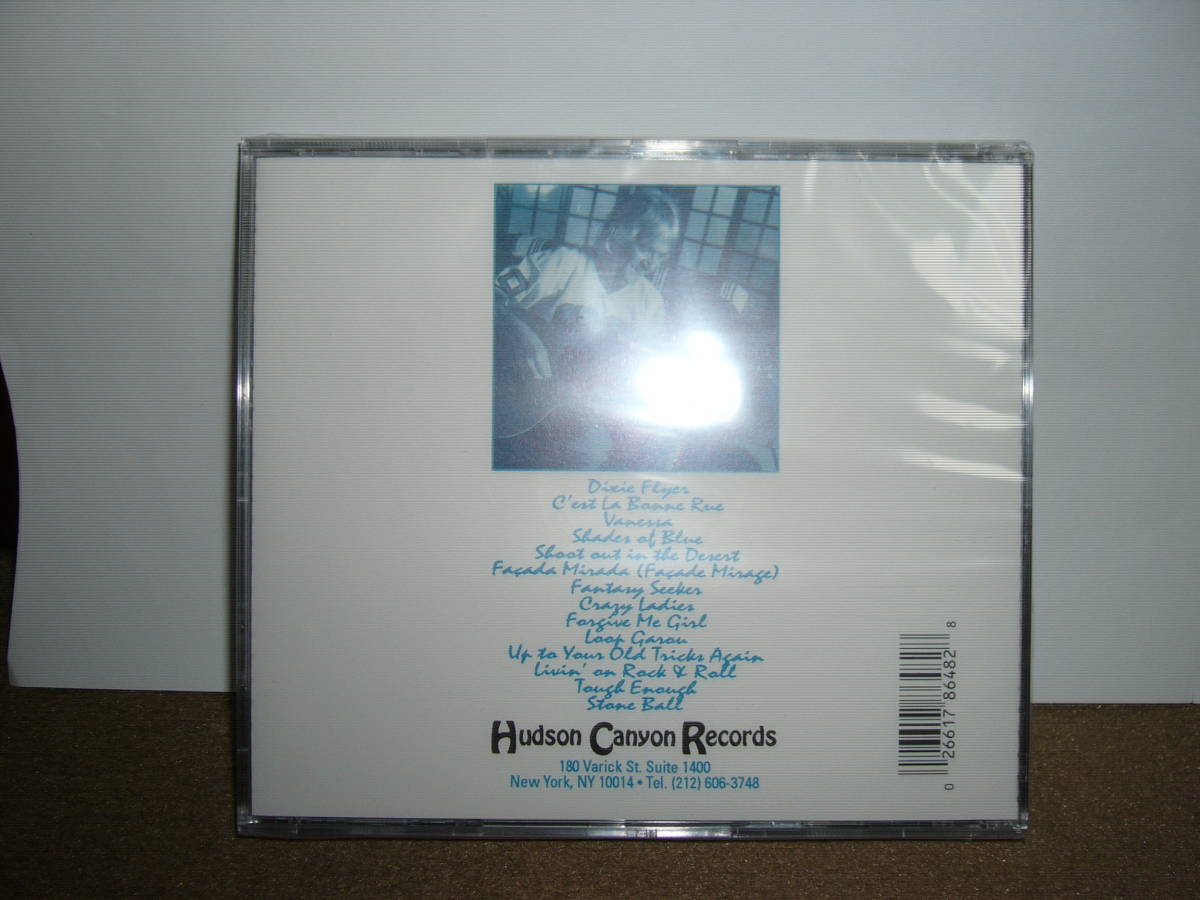 Dixie Flyer
C'est La Bonne Rue
Vanessa
Shades of Blue
Shoot out in the Desert
Façada Mirada (Façade Mirage)
Fantasy Seeker
Crazy Ladies
Forgive Me Girl
Loop Garou
Up to Your Old Tricks Again
Livin' on Rock & Roll
Tough Enough
Stone Ball
Hudson Canyon Records
180 Varick St. Suite 1400
New York, NY 10014 • Tel. (212) 606-3748
0 26617 86482 8